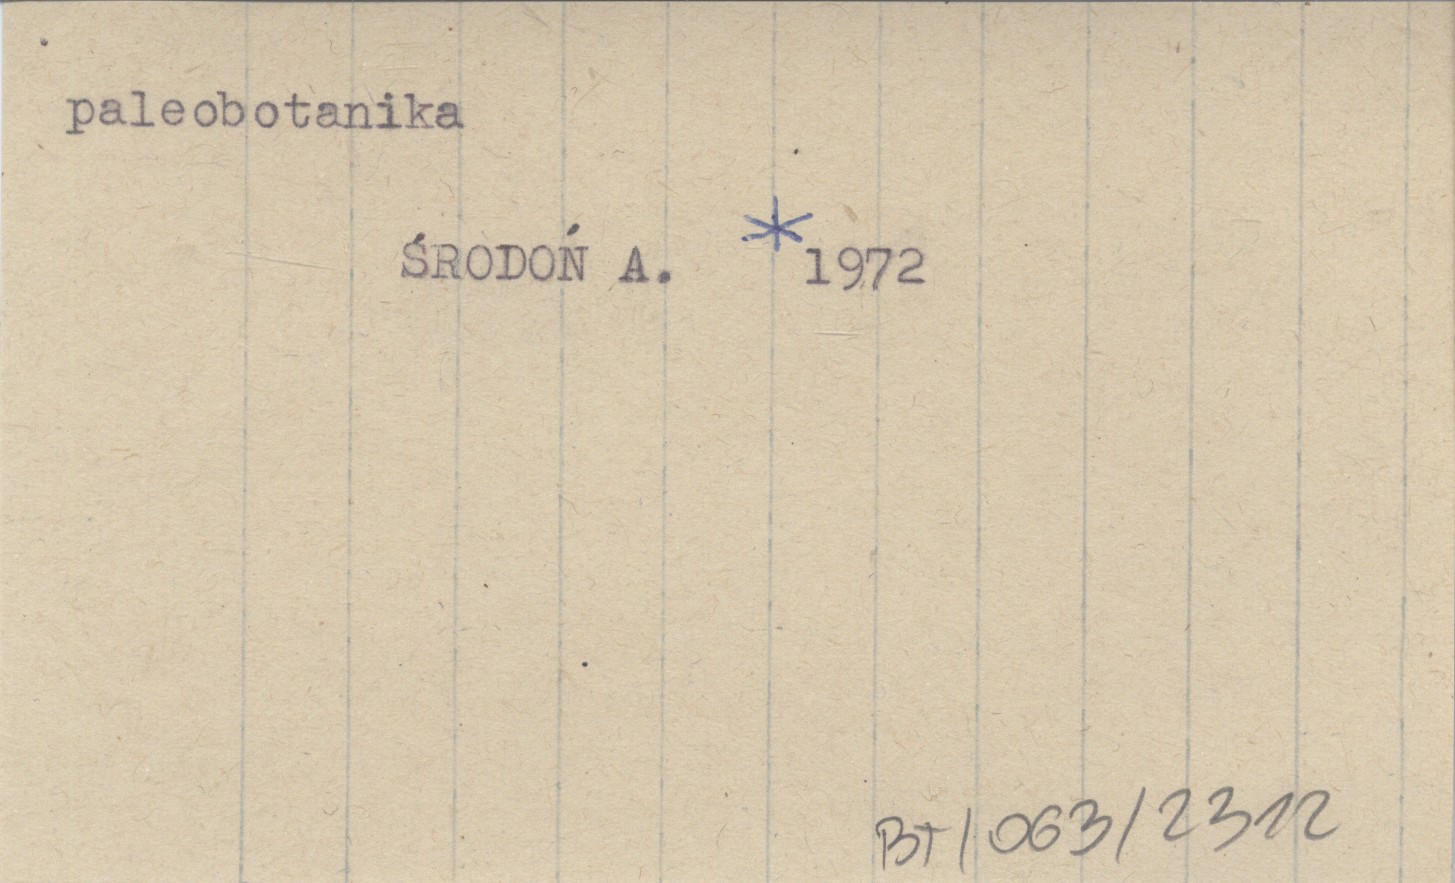 paleobotanika
ŚRODOŃ A. * 1972
BT/063/2312